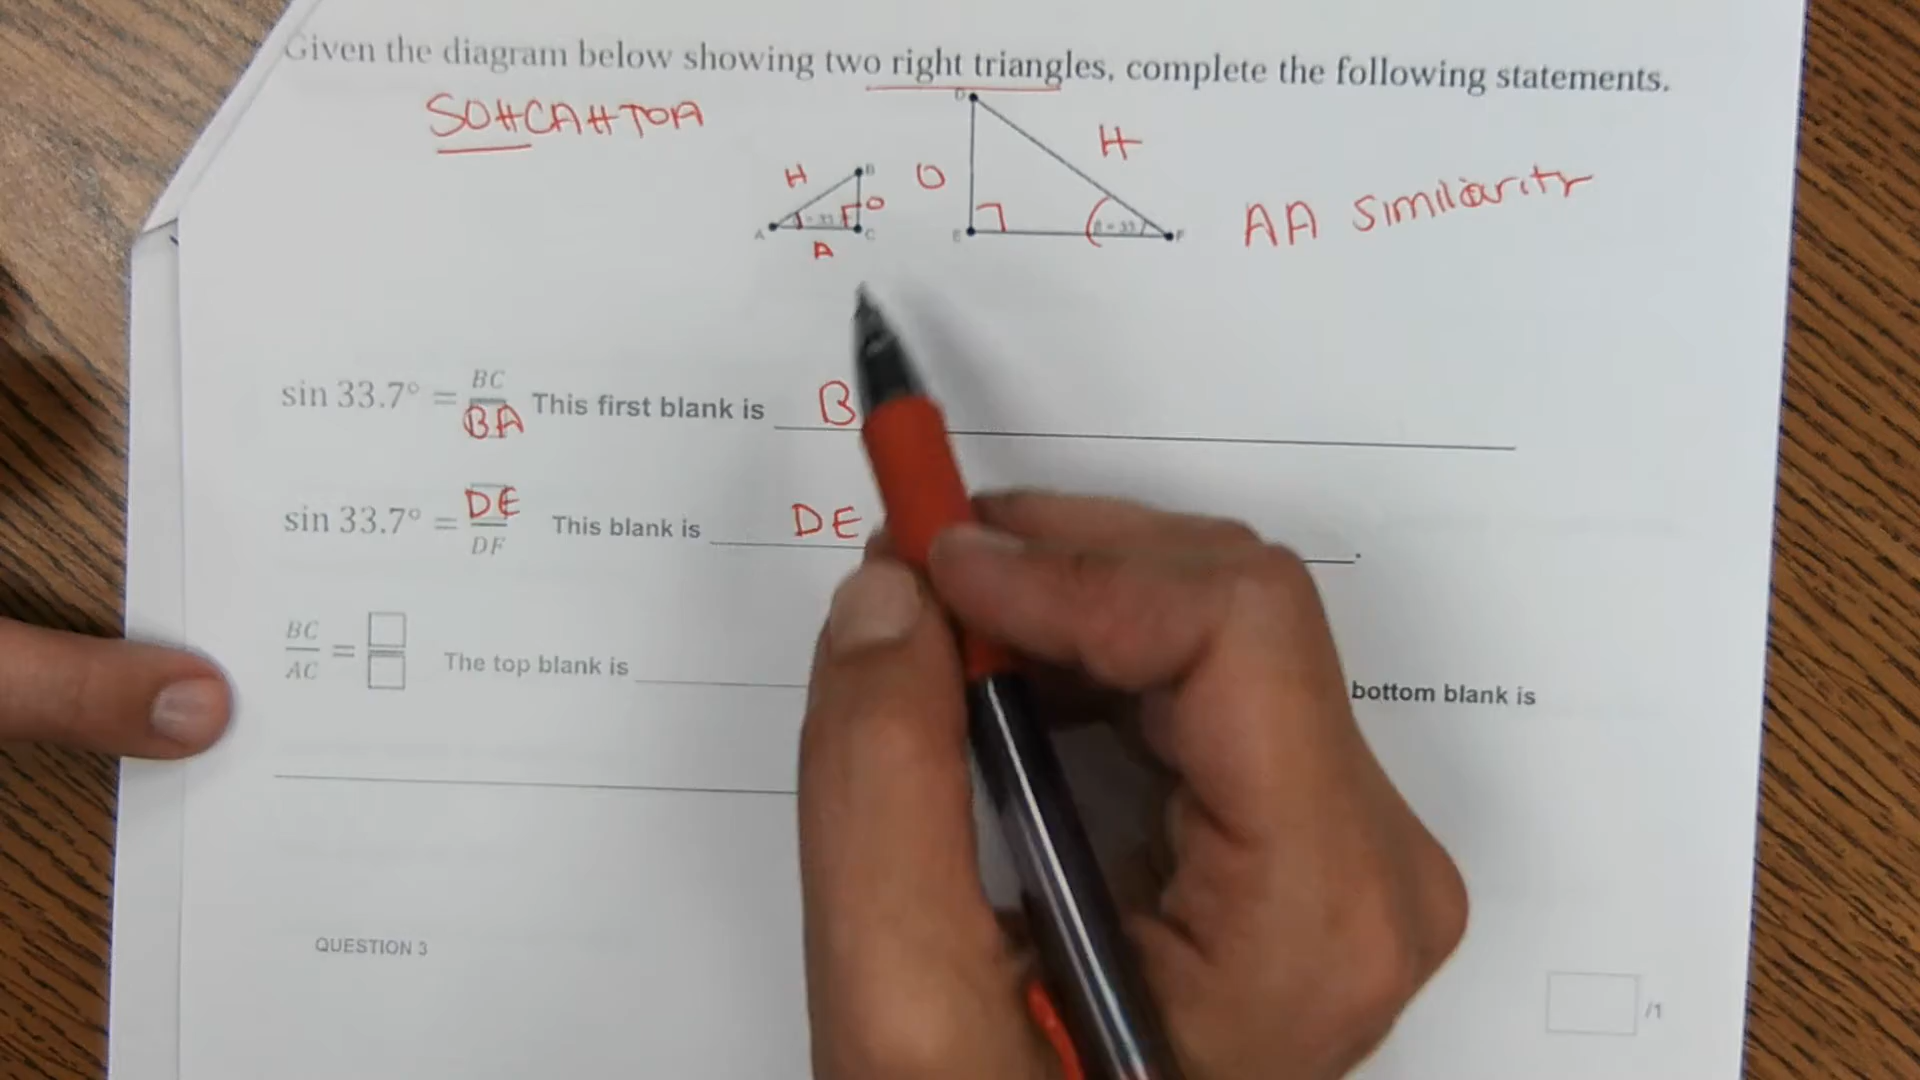 Given the diagram below showing two right triangles, complete the following statements.
SOHCAHTOA
D
H
H
B
O
O
AA Similarity
A
C
E
F
A
sin 33.7° = BC
BA
This first blank is B
sin 33.7° = DE
DF
This blank is DE .
BC
AC
= The top blank is bottom blank is
QUESTION 3
/1